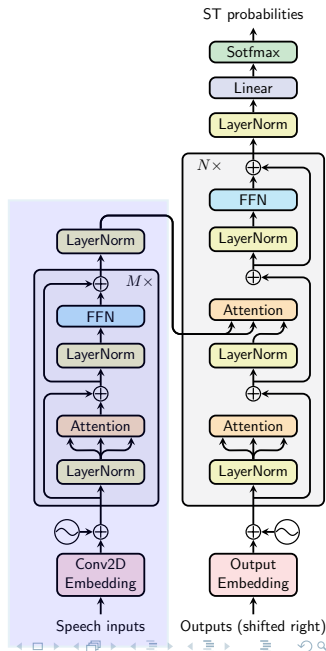 ST probabilities
Sotfmax
Linear
LayerNorm
N×
FFN
LayerNorm
Attention
LayerNorm
Attention
LayerNorm
Output
Embedding
Outputs (shifted right)
LayerNorm
M×
FFN
LayerNorm
Attention
LayerNorm
Conv2D
Embedding
Speech inputs